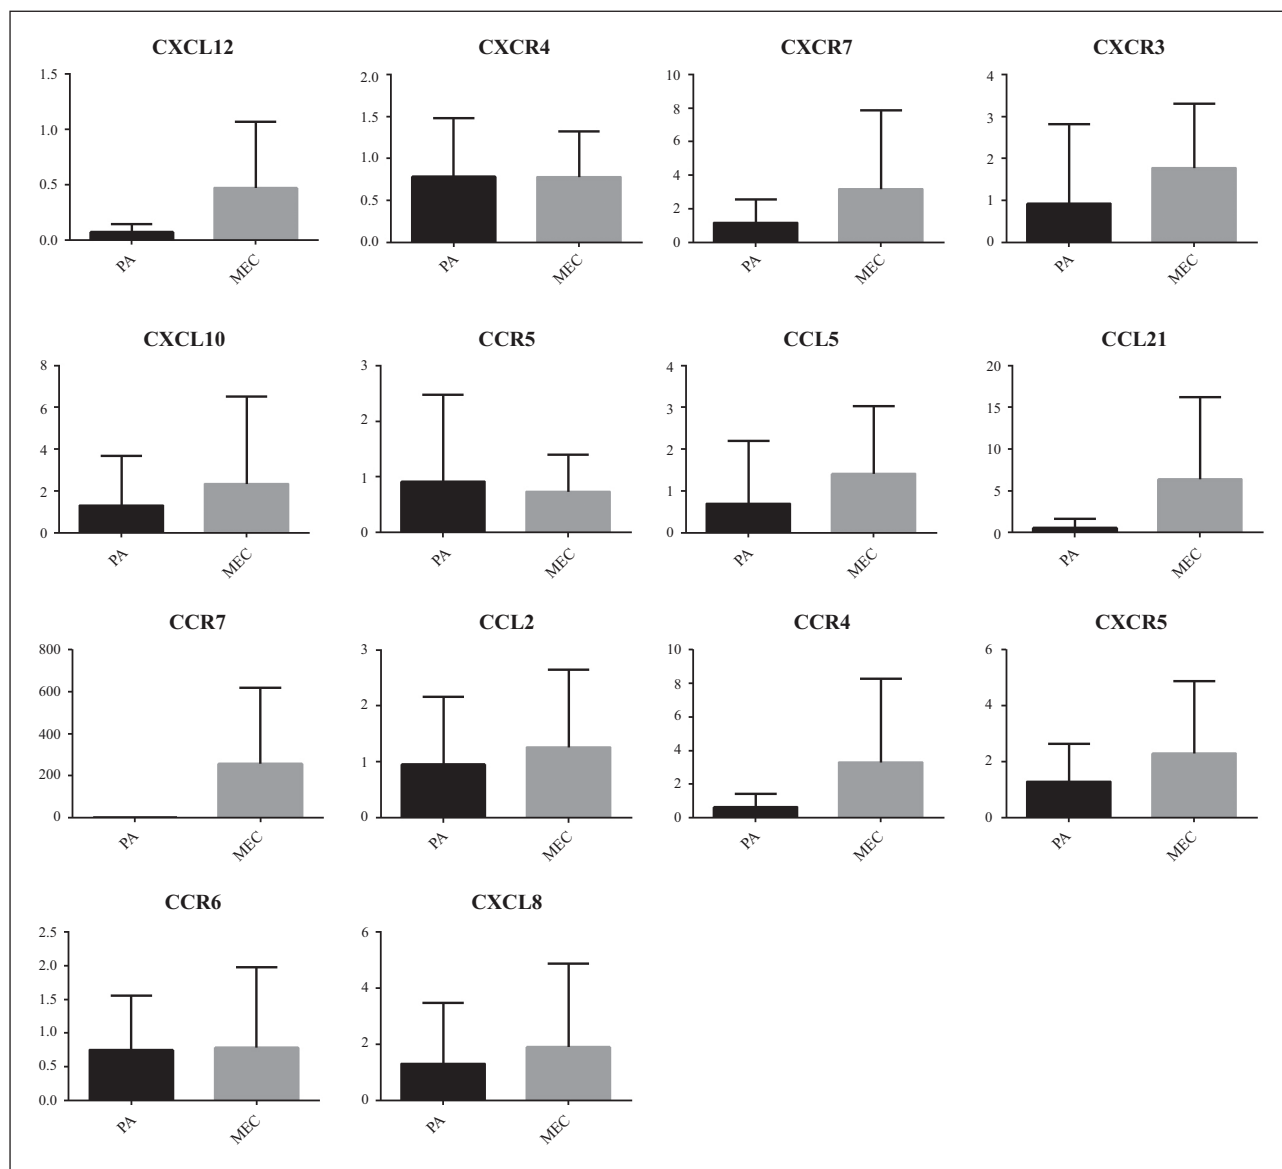 CXCL12 CXCR4 CXCR7 CXCR3
1.5 2.0 10 4
1.0 1.5 8 3
0.5 1.0 6 2
0.0 0.5 4 1
0.0 2 0
0
PA MEC PA MEC PA MEC PA MEC
CXCL10 CCR5 CCL5 CCL21
8 3 4 20
6 2 3 15
4 1 2 10
2 0 1 5
0 0 0
PA MEC PA MEC PA MEC PA MEC
CCR7 CCL2 CCR4 CXCR5
800 3 10 6
600 2 8 4
400 1 6 2
200 0 4 0
0 2
0
PA MEC PA MEC PA MEC PA MEC
CCR6 CXCL8
2.5 6
2.0 4
1.5 2
1.0 0
0.5
0.0
PA MEC PA MEC